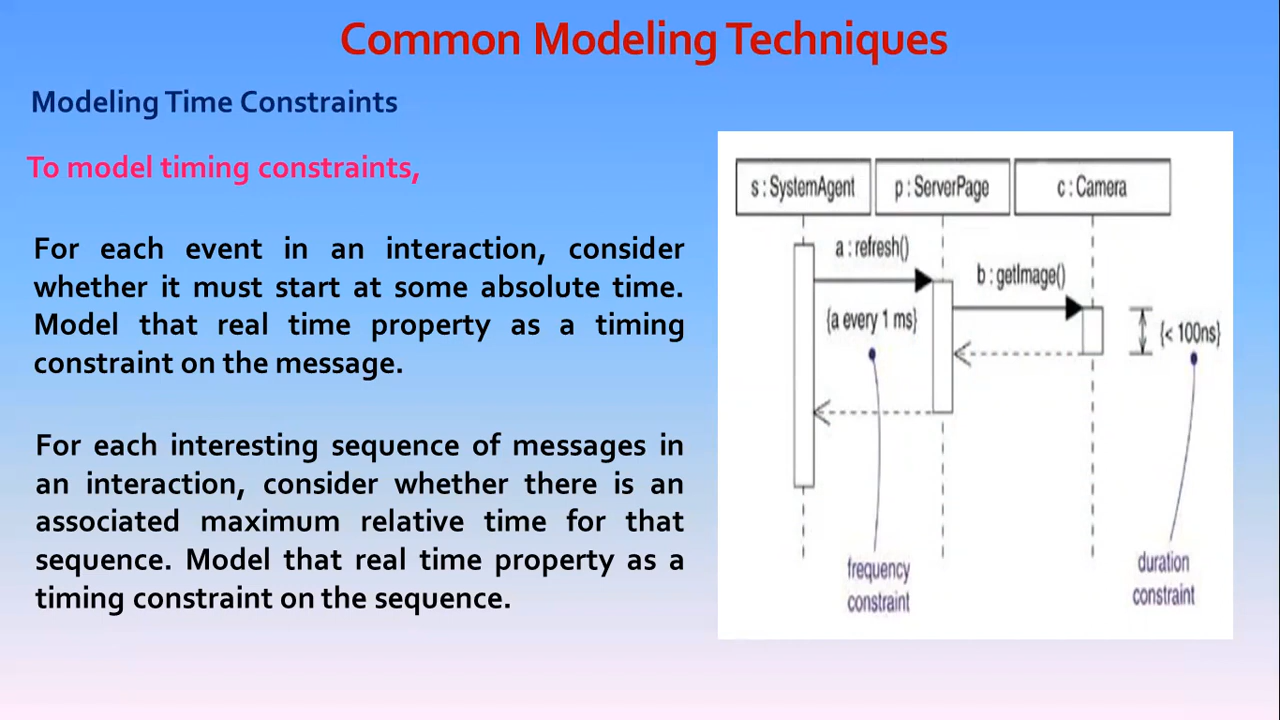 Common Modeling Techniques
Modeling Time Constraints
To model timing constraints,
For each event in an interaction, consider
whether it must start at some absolute time.
Model that real time property as a timing
constraint on the message.
For each interesting sequence of messages in
an interaction, consider whether there is an
associated maximum relative time for that
sequence. Model that real time property as a
timing constraint on the sequence.
s : SystemAgent
p : ServerPage
c : Camera
a : refresh()
b : getImage()
{a every 1 ms}
{< 100ns}
frequency
constraint
duration
constraint